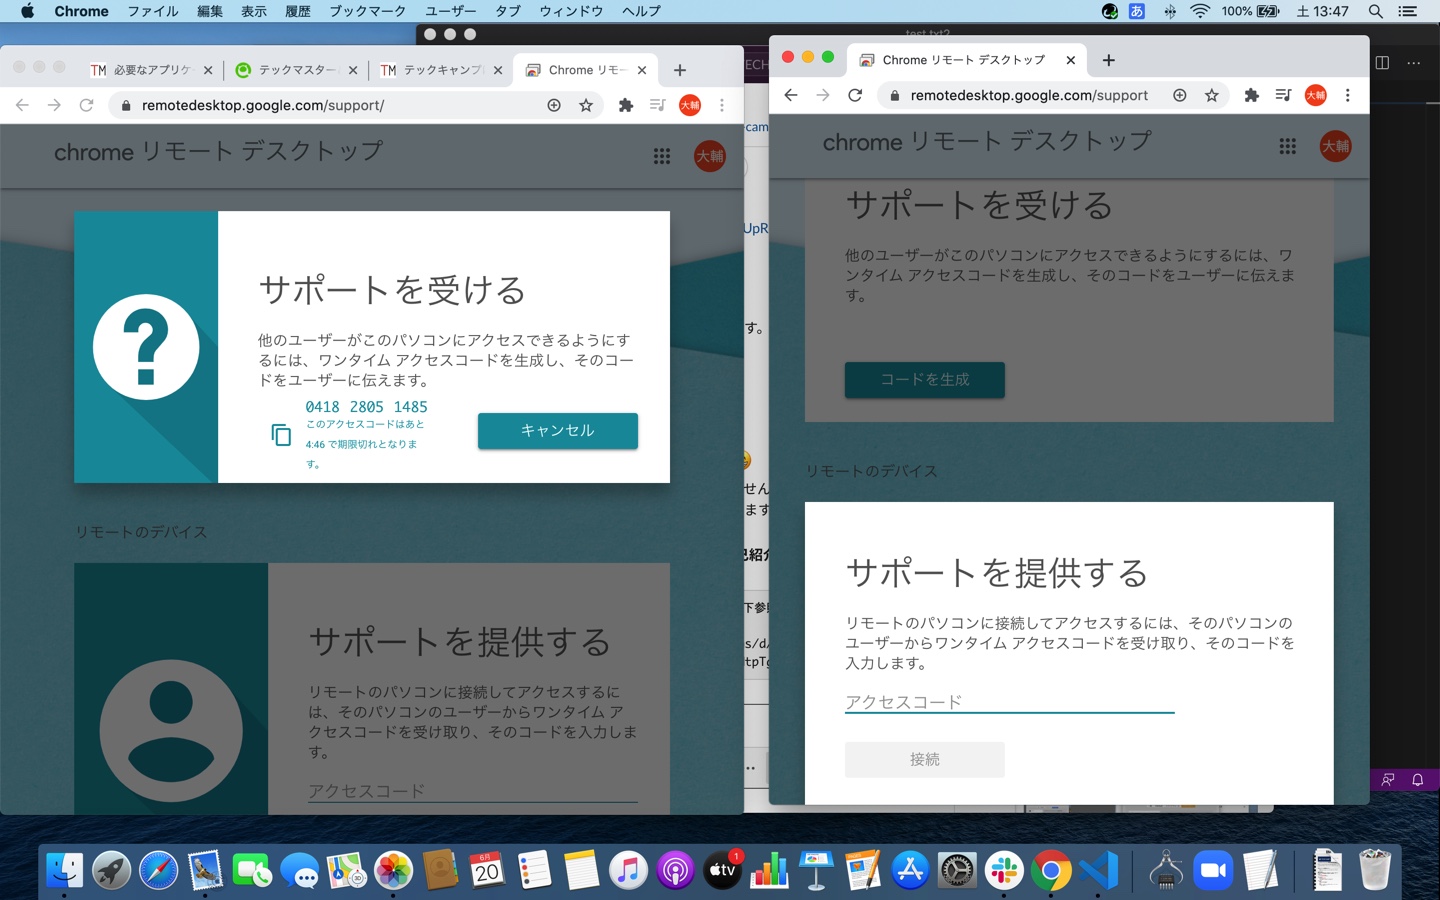 Chrome ファイル 編集 表示 履歴 ブックマーク ユーザー タブ ウィンドウ ヘルプ
あ 100% 土 13:47
TM 必要なアプリケ
テックマスター
TM テックキャンプ
Chrome リモー
remotedesktop.google.com/support/
大輔
chrome リモート デスクトップ
大輔
サポートを受ける
他のユーザーがこのパソコンにアクセスできるようにす
るには、ワンタイム アクセスコードを生成し、そのコー
ドをユーザーに伝えます。
0418 2805 1485
このアクセスコードはあと
4:46 で期限切れとなりま
す。
キャンセル
リモートのデバイス
サポートを提供する
リモートのパソコンに接続してアクセスするに
は、そのパソコンのユーザーからワンタイム ア
クセスコードを受け取り、そのコードを入力しま
す。
アクセスコード
test.txt2
ECH
-cam
UpR
す。
せん
ます
己紹介
下参照
s/d/
tpTg
Chrome リモート デスクトップ
remotedesktop.google.com/support
大輔
chrome リモート デスクトップ
大輔
サポートを受ける
他のユーザーがこのパソコンにアクセスできるようにするには、ワ
ンタイム アクセスコードを生成し、そのコードをユーザーに伝えま
す。
コードを生成
リモートのデバイス
サポートを提供する
リモートのパソコンに接続してアクセスするには、そのパソコンの
ユーザーからワンタイム アクセスコードを受け取り、そのコードを
入力します。
アクセスコード
接続
3D
6月
20
tv
1